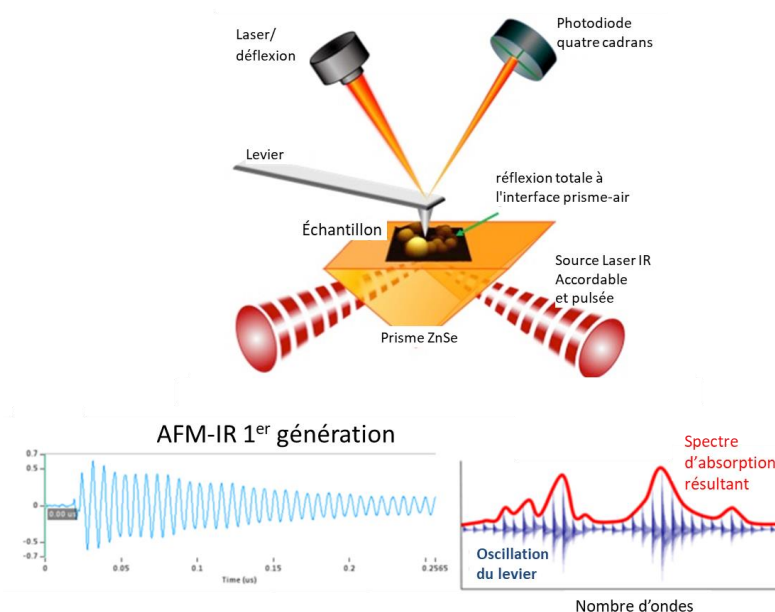 Laser/
déflexion
Photodiode
quatre cadrans
Levier
réflexion totale à
l'interface prisme-air
Échantillon
Source Laser IR
Accordable
et pulsée
Prisme ZnSe
AFM-IR 1er génération
0.7
0.5
0
-0.5
-0.7
0.00 us
0
0.05
0.1
0.15
0.2
0.2565
Time (us)
Spectre
d'absorption
résultant
Oscillation
du levier
Nombre d'ondes